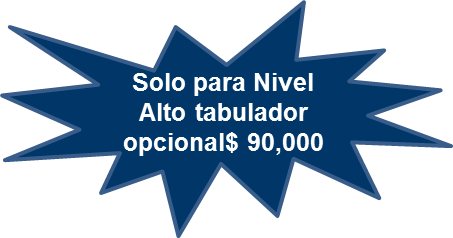 Solo para Nivel
Alto tabulador
opcional$ 90,000